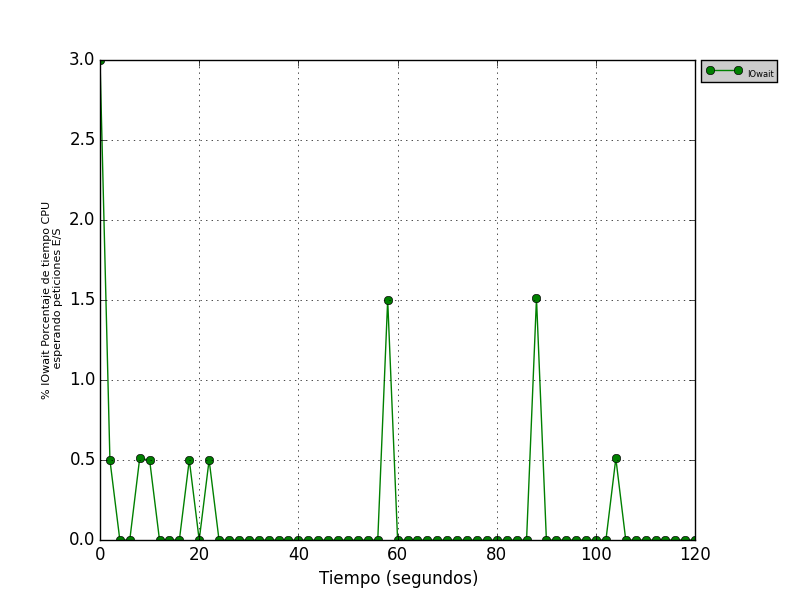 3.0
2.5
2.0
1.5
1.0
0.5
0.0
% IOwait Porcentaje de tiempo CPU
esperando peticiones E/S
0 20 40 60 80 100 120
Tiempo (segundos)
IOwait